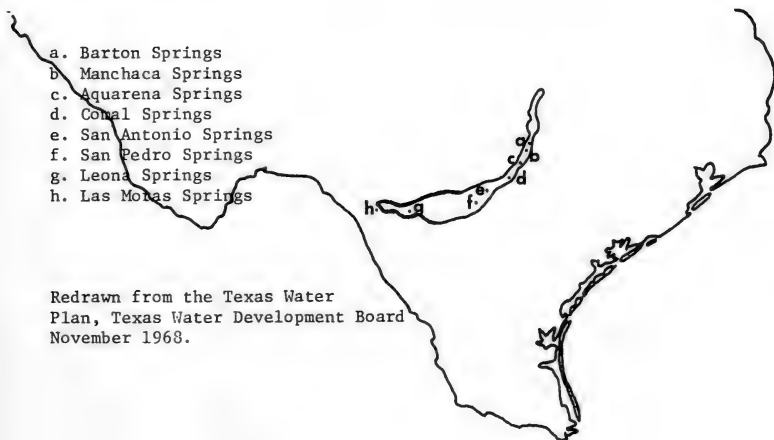 a. Barton Springs
b Manchaca Springs
c. Aquarena Springs
d. Comal Springs
e. San Antonio Springs
f. San Pedro Springs
g. Leona Springs
h. Las Moras Springs
a
b
c
d
e
f
g
h
Redrawn from the Texas Water
Plan, Texas Water Development Board
November 1968.